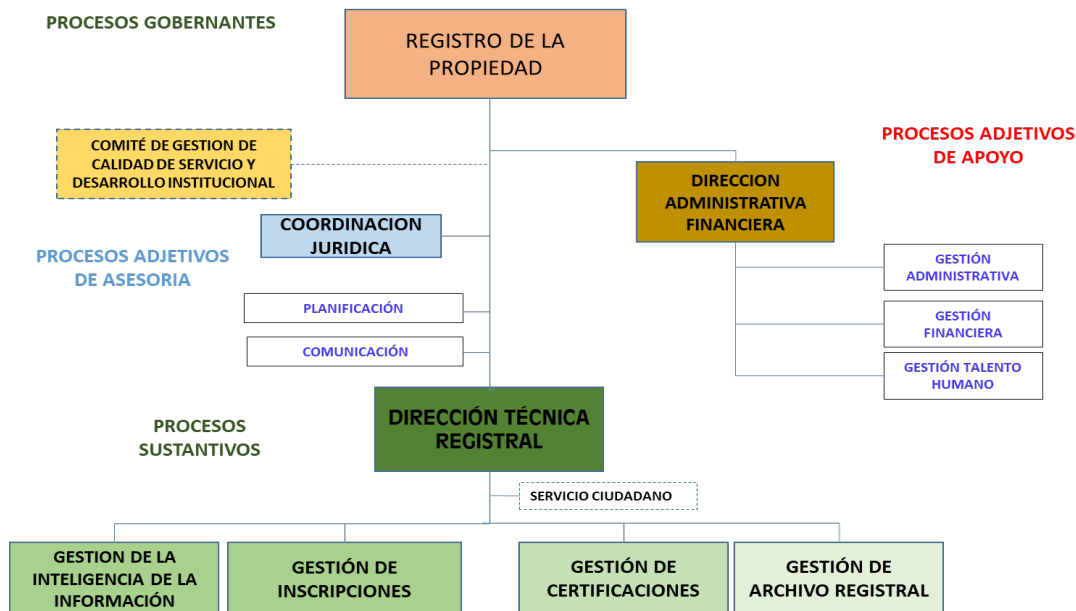 PROCESOS GOBERNANTES
REGISTRO DE LA
PROPIEDAD
COMITÉ DE GESTION DE
CALIDAD DE SERVICIO Y
DESARROLLO INSTITUCIONAL
PROCESOS ADJETIVOS
DE APOYO
DIRECCION
ADMINISTRATIVA
FINANCIERA
COORDINACION
JURIDICA
PROCESOS ADJETIVOS
DE ASESORIA
GESTIÓN
ADMINISTRATIVA
PLANIFICACIÓN
GESTIÓN
FINANCIERA
COMUNICACIÓN
GESTIÓN TALENTO
HUMANO
DIRECCIÓN TÉCNICA
REGISTRAL
PROCESOS
SUSTANTIVOS
SERVICIO CIUDADANO
GESTION DE LA
INTELIGENCIA DE LA
INFORMACIÓN
GESTIÓN DE
INSCRIPCIONES
GESTIÓN DE
CERTIFICACIONES
GESTIÓN DE
ARCHIVO REGISTRAL